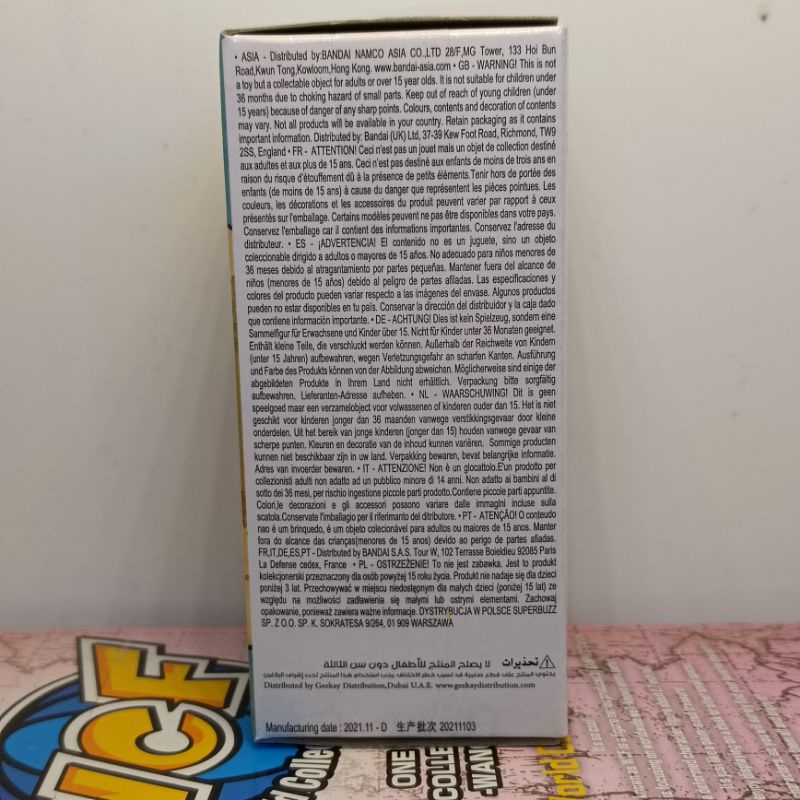 • ASIA - Distributed by:BANDAI NAMCO ASIA CO.,LTD 28/F,MG Tower, 133 Hoi Bun
Road,Kwun Tong,Kowloom,Hong Kong. www.bandai-asia.com • GB - WARNING! This is not
a toy but a collectable object for adults or over 15 year olds. It is not suitable for children under
36 months due to choking hazard of small parts. Keep out of reach of young children (under
15 years) because of danger of any sharp points. Colours, contents and decoration of contents
may vary. Not all products will be available in your country. Retain packaging as it contains
important information. Distributed by: Bandai (UK) Ltd, 37-39 Kew Foot Road, Richmond, TW9
2SS, England • FR - ATTENTION! Ceci n'est pas un jouet mais un objet de collection destiné
aux adultes et aux plus de 15 ans. Ceci n'est pas destiné aux enfants de moins de trois ans en
raison du risque d'étouffement dû à la présence de petits éléments.Tenir hors de portée des
enfants (de moins de 15 ans) à cause du danger que représentent les pièces pointues. Les
couleurs, les décorations et les accessoires du produit peuvent varier par rapport à ceux
présentés sur l'emballage. Certains modèles peuvent ne pas être disponibles dans votre pays.
Conservez l'emballage car il contient des informations importantes. Conservez l'adresse du
distributeur. • ES - ¡ADVERTENCIA! El contenido no es un juguete, sino un objeto
coleccionable dirigido a adultos o mayores de 15 años. No adecuado para niños menores de
36 meses debido al atragantamiento por partes pequeñas. Mantener fuera del alcance de
niños (menores de 15 años) debido al peligro de partes afiladas. Las especificaciones y
colores del producto pueden variar respecto a las imágenes del envase. Algunos productos
pueden no estar disponibles en tu país. Conservar la dirección del distribuidor y la caja dado
que contiene información importante. • DE - ACHTUNG! Dies ist kein Spielzeug, sondern eine
Sammelfigur für Erwachsene und Kinder über 15. Nicht für Kinder unter 36 Monaten geeignet.
Enthält kleine Teile, die verschluckt werden können. Außerhalb der Reichweite von Kindern
(unter 15 Jahren) aufbewahren, wegen Verletzungsgefahr an scharfen Kanten. Ausführung
und Farbe des Produkts können von der Abbildung abweichen. Möglicherweise sind einige der
abgebildeten Produkte in Ihrem Land nicht erhältlich. Verpackung bitte sorgfältig
aufbewahren. Lieferanten-Adresse aufheben. • NL - WAARSCHUWING! Dit is geen
speelgoed maar een verzamelobject voor volwassenen of kinderen ouder dan 15. Het is niet
geschikt voor kinderen jonger dan 36 maanden vanwege verstikkingsgevaar door kleine
onderdelen. Uit het bereik van jonge kinderen (jonger dan 15) houden vanwege gevaar van
scherpe punten. Kleuren en decoratie van de inhoud kunnen variëren. Sommige producten
kunnen niet beschikbaar zijn in uw land. Verpakking bewaren, bevat belangrijke informatie.
Adres van invoerder bewaren. • IT - ATTENZIONE! Non è un giocattolo.E'un prodotto per
collezionisti adulti non adatto ad un pubblico minore di 14 anni. Non adatto ai bambini al di
sotto dei 36 mesi, per rischio ingestione piccole parti prodotto.Contiene piccole parti appuntite.
Colori,le decorazioni e gli accessori possono variare dalle immagini incluse sulla
scatola.Conservate l'imballagio per il riferimento del ditributore. • PT - ATENÇÃO! O conteudo
nao é um brinquedo, é um objeto colecionável para adultos ou maiores de 15 anos. Manter
fora do alcance das crianças(menores de 15 anos) devido ao perigo de partes afiadas.
FR,IT,DE,ES,PT - Distributed by BANDAI S.A.S. Tour W, 102 Terrasse Boieldieu 92085 Paris
La Defense cedex, France • PL - OSTRZEŻENIE! To nie jest zabawka. Jest to produkt
kolekcjonerski przeznaczony dla osób powyżej 15 roku życia. Produkt nie nadaje się dla dzieci
poniżej 3 lat. Przechowywać w miejscu niedostępnym dla małych dzieci (poniżej 15 lat) ze
względu na możliwości zadławienia się małymi lub ostrymi elementami. Zachowaj
opakowanie, ponieważ zawiera ważne informacje. DYSTRYBUCJA W POLSCE SUPERBUZZ
SP. Z O.O. SP. K. SOKRATESA 9/264, 01 909 WARSZAWA
تحذيرات لا يصلح المنتج للأطفال دون سن الثالثة
يحتوي المنتج على قطع صغيرة قد تسبب خطر الاختناق. يجب استخدام هذا المنتج تحت إشراف البالغين
Distributed by Geekay Distribution,Dubai U.A.E. www.geekaydistribution.com
Manufacturing date : 2021.11 - D 生产批次 20211103
ICF
ONE
COLLE
-WAN